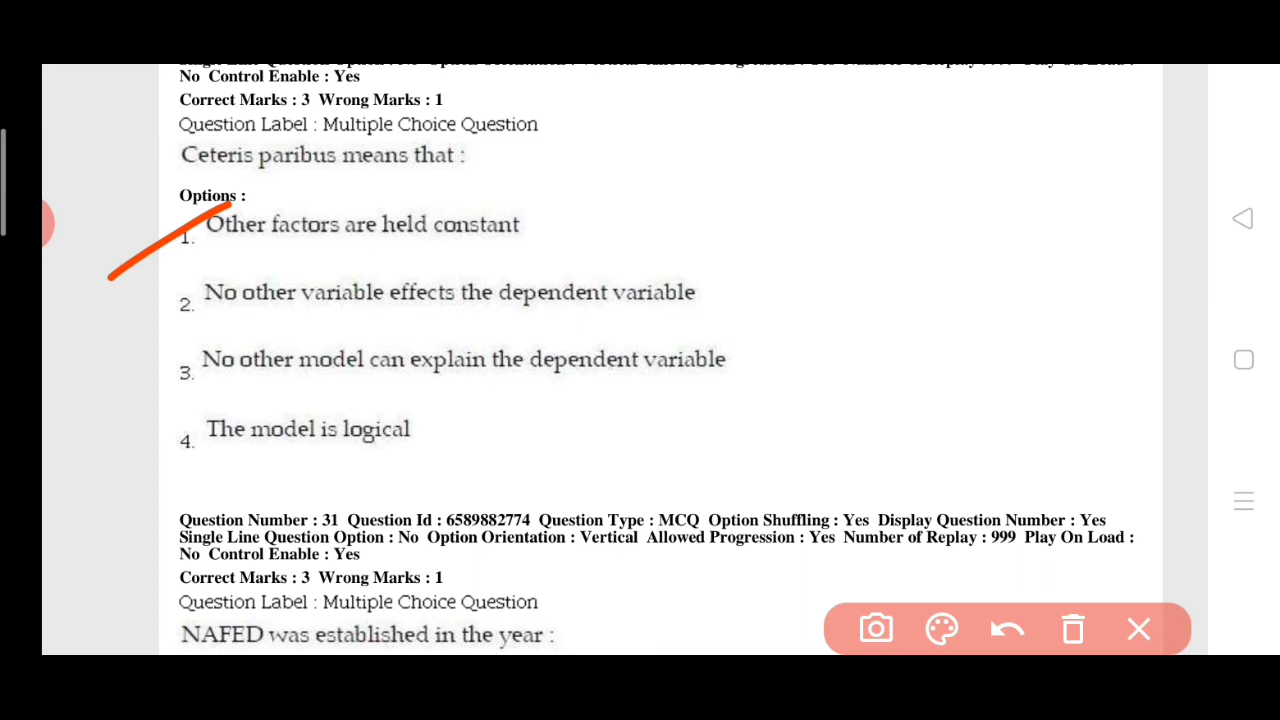 No Control Enable : Yes
Correct Marks : 3 Wrong Marks : 1
Question Label : Multiple Choice Question
Ceteris paribus means that :
Options :
1. Other factors are held constant
2. No other variable effects the dependent variable
3. No other model can explain the dependent variable
4. The model is logical
Question Number : 31 Question Id : 6589882774 Question Type : MCQ Option Shuffling : Yes Display Question Number : Yes
Single Line Question Option : No Option Orientation : Vertical Allowed Progression : Yes Number of Replay : 999 Play On Load :
No Control Enable : Yes
Correct Marks : 3 Wrong Marks : 1
Question Label : Multiple Choice Question
NAFED was established in the year :